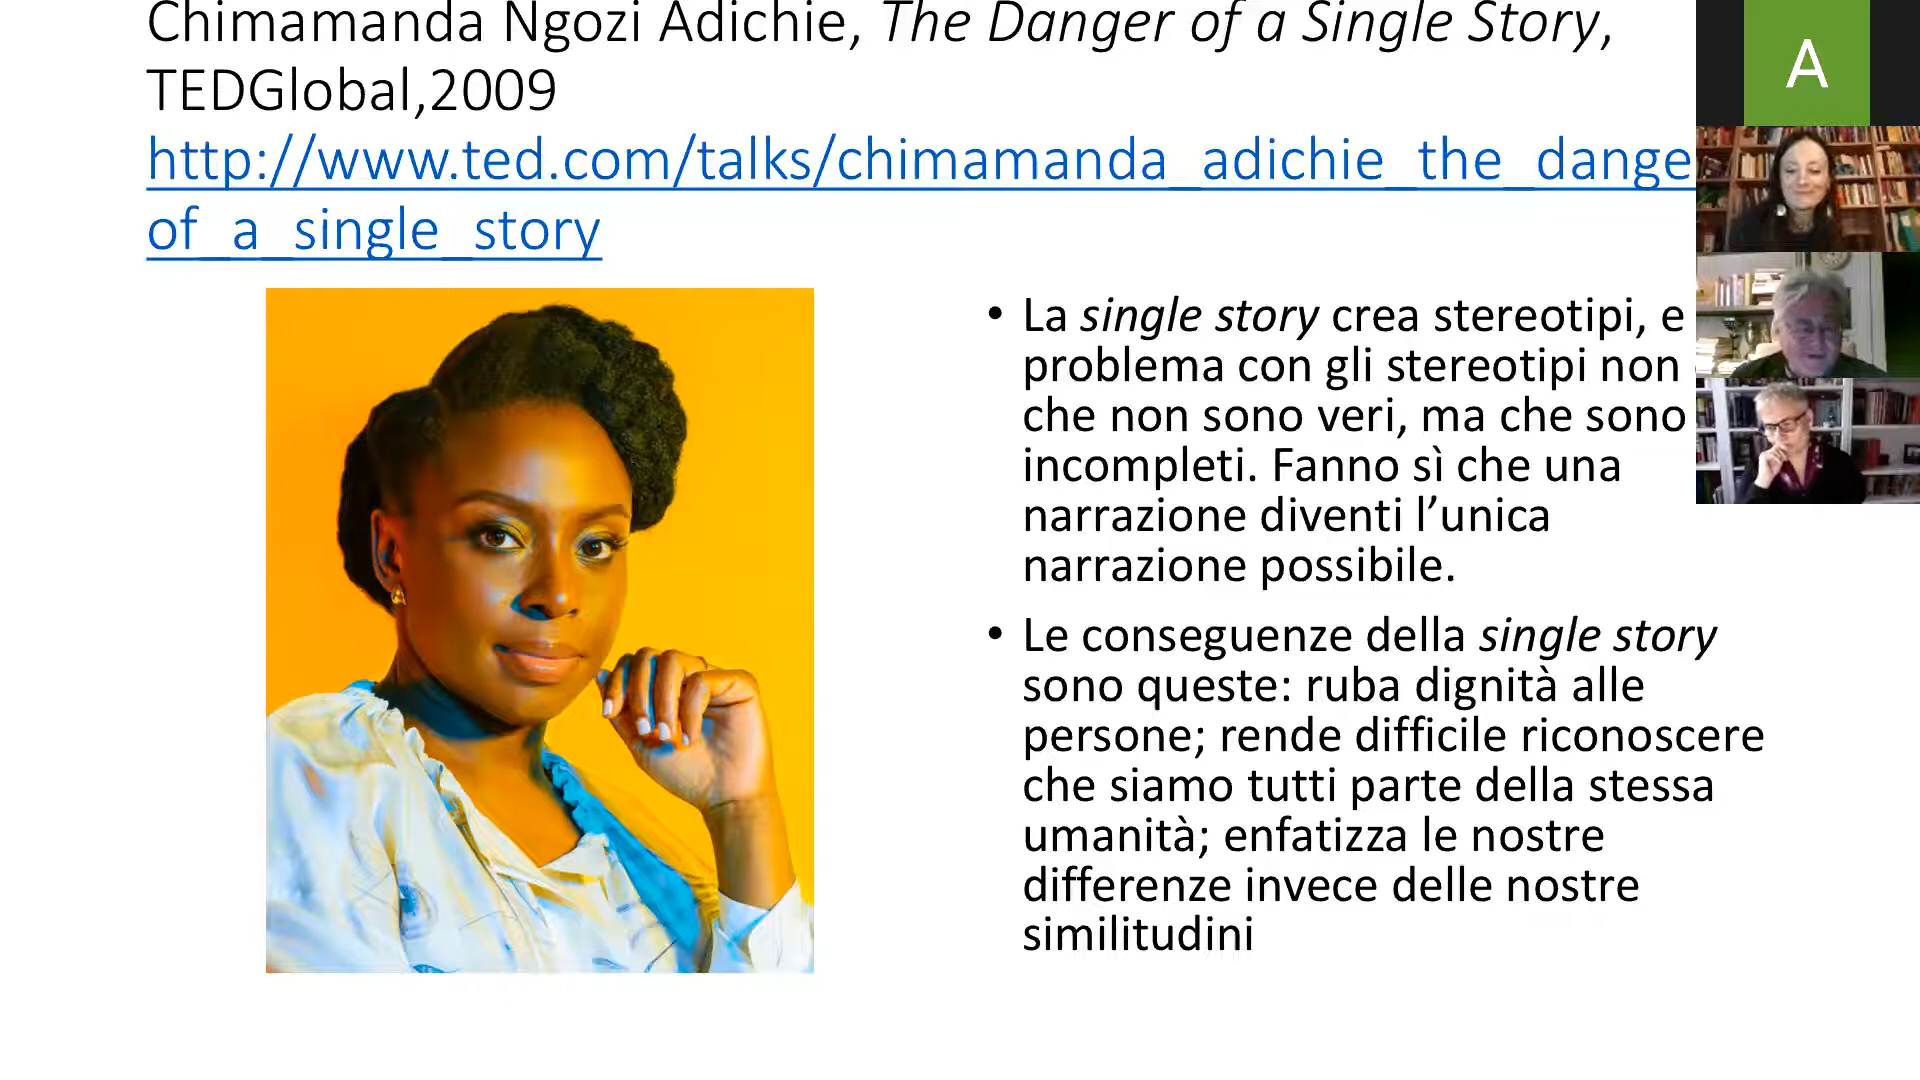 Chimamanda Ngozi Adichie, The Danger of a Single Story,
TEDGlobal,2009
http://www.ted.com/talks/chimamanda_adichie_the_dange
of_a_single_story
• La single story crea stereotipi, e
problema con gli stereotipi non
che non sono veri, ma che sono
incompleti. Fanno sì che una
narrazione diventi l’unica
narrazione possibile.
• Le conseguenze della single story
sono queste: ruba dignità alle
persone; rende difficile riconoscere
che siamo tutti parte della stessa
umanità; enfatizza le nostre
differenze invece delle nostre
similitudini
A